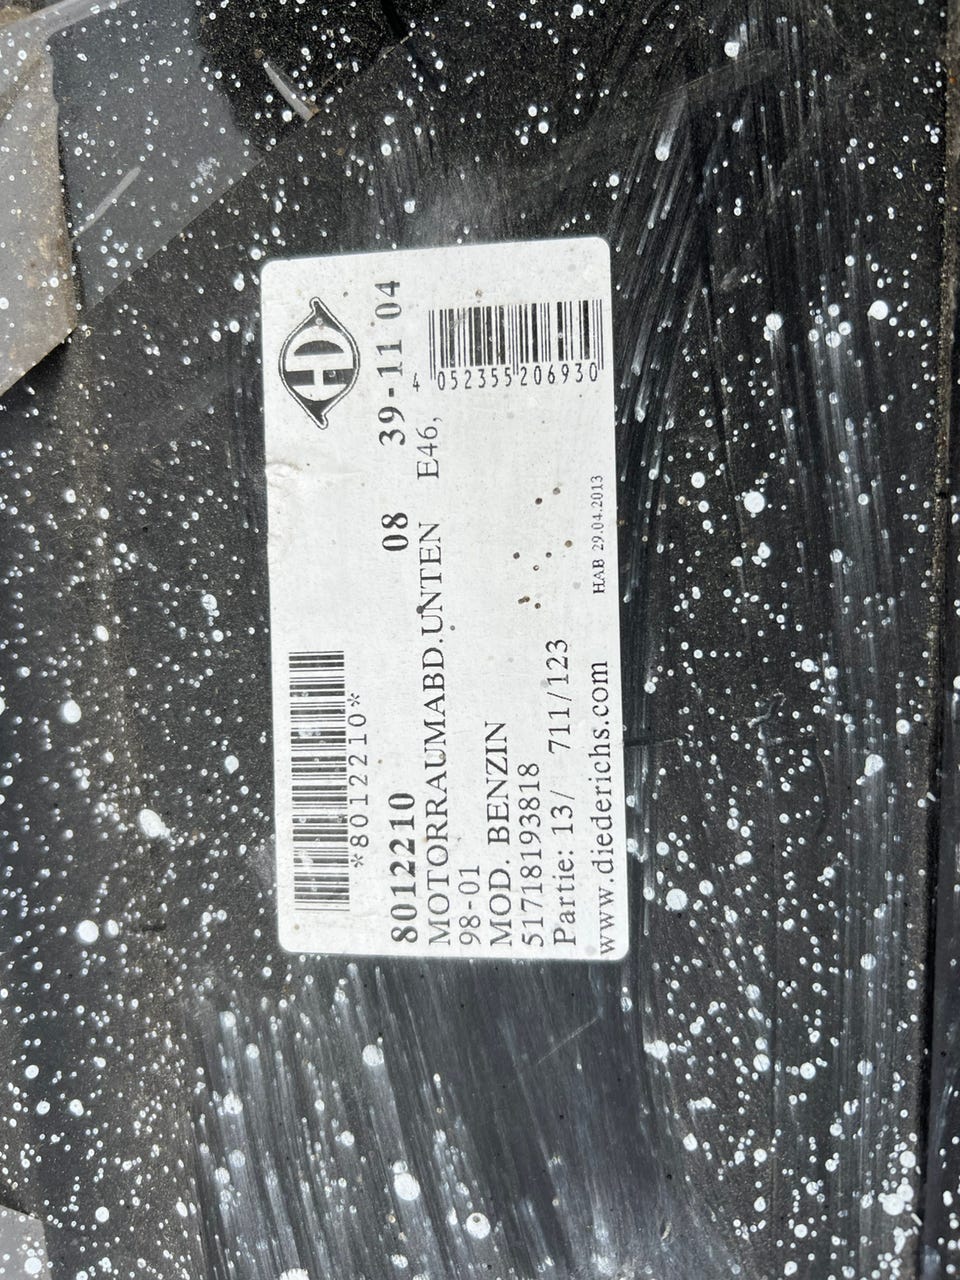 HD
*8012210*
8012210 08 39-11 04
MOTORRAUMABD.UNTEN E46,
98-01
MOD. BENZIN
51718193818
Partie: 13/ 711/123
www.diederichs.com HAB 29.04.2013
4 052355 206930